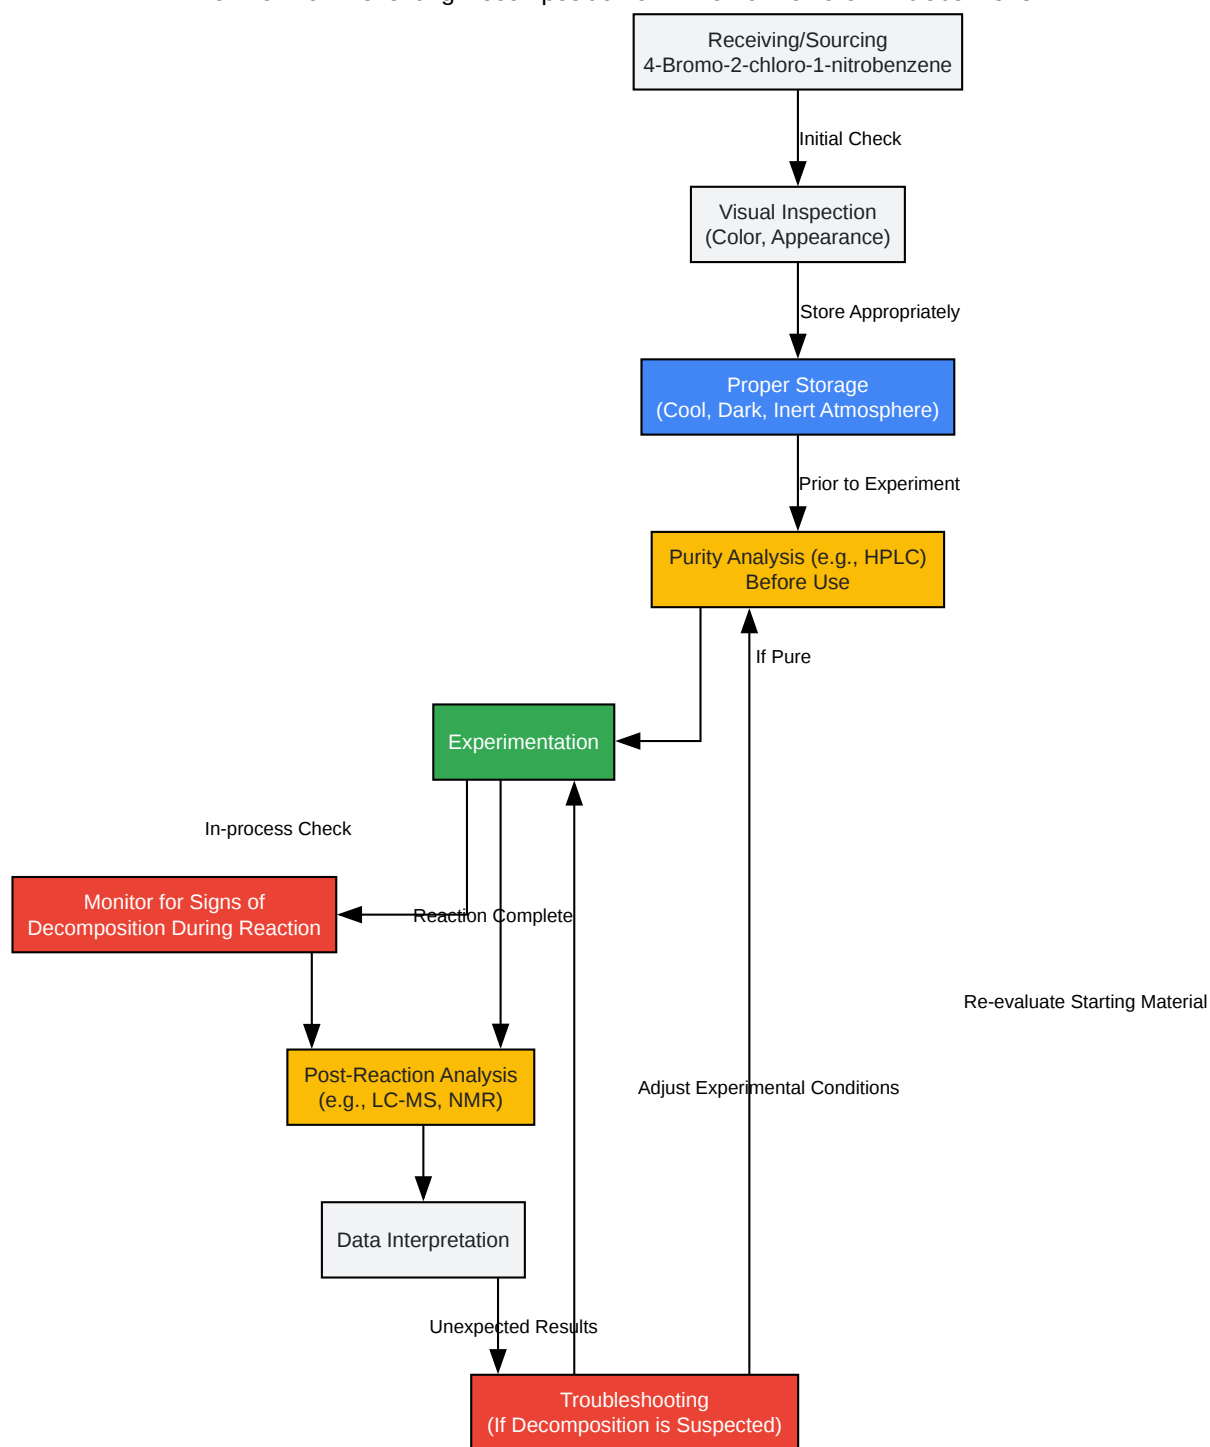 Receiving/Sourcing
4-Bromo-2-chloro-1-nitrobenzene
Initial Check
Visual Inspection
(Color, Appearance)
Store Appropriately
Proper Storage
(Cool, Dark, Inert Atmosphere)
Prior to Experiment
Purity Analysis (e.g., HPLC)
Before Use
If Pure
Experimentation
In-process Check
Monitor for Signs of
Decomposition During Reaction
Reaction Complete
Re-evaluate Starting Material
Post-Reaction Analysis
(e.g., LC-MS, NMR)
Adjust Experimental Conditions
Data Interpretation
Unexpected Results
Troubleshooting
(If Decomposition is Suspected)